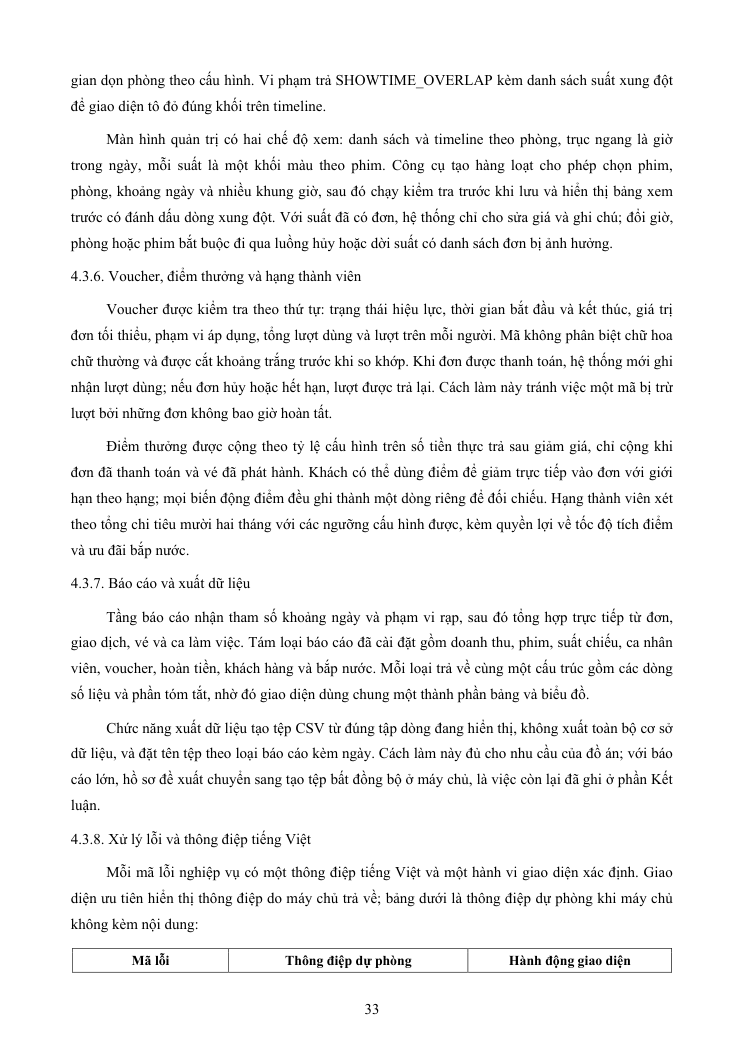 gian dọn phòng theo cấu hình. Vi phạm trả SHOWTIME_OVERLAP kèm danh sách suất xung đột
để giao diện tô đỏ đúng khối trên timeline.
Màn hình quản trị có hai chế độ xem: danh sách và timeline theo phòng, trục ngang là giờ
trong ngày, mỗi suất là một khối màu theo phim. Công cụ tạo hàng loạt cho phép chọn phim,
phòng, khoảng ngày và nhiều khung giờ, sau đó chạy kiểm tra trước khi lưu và hiển thị bảng xem
trước có đánh dấu dòng xung đột. Với suất đã có đơn, hệ thống chỉ cho sửa giá và ghi chú; đổi giờ,
phòng hoặc phim bắt buộc đi qua luồng hủy hoặc dời suất có danh sách đơn bị ảnh hưởng.
4.3.6. Voucher, điểm thưởng và hạng thành viên
Voucher được kiểm tra theo thứ tự: trạng thái hiệu lực, thời gian bắt đầu và kết thúc, giá trị
đơn tối thiểu, phạm vi áp dụng, tổng lượt dùng và lượt trên mỗi người. Mã không phân biệt chữ hoa
chữ thường và được cắt khoảng trắng trước khi so khớp. Khi đơn được thanh toán, hệ thống mới ghi
nhận lượt dùng; nếu đơn hủy hoặc hết hạn, lượt được trả lại. Cách làm này tránh việc một mã bị trừ
lượt bởi những đơn không bao giờ hoàn tất.
Điểm thưởng được cộng theo tỷ lệ cấu hình trên số tiền thực trả sau giảm giá, chỉ cộng khi
đơn đã thanh toán và vé đã phát hành. Khách có thể dùng điểm để giảm trực tiếp vào đơn với giới
hạn theo hạng; mọi biến động điểm đều ghi thành một dòng riêng để đối chiếu. Hạng thành viên xét
theo tổng chi tiêu mười hai tháng với các ngưỡng cấu hình được, kèm quyền lợi về tốc độ tích điểm
và ưu đãi bắp nước.
4.3.7. Báo cáo và xuất dữ liệu
Tầng báo cáo nhận tham số khoảng ngày và phạm vi rạp, sau đó tổng hợp trực tiếp từ đơn,
giao dịch, vé và ca làm việc. Tám loại báo cáo đã cài đặt gồm doanh thu, phim, suất chiếu, ca nhân
viên, voucher, hoàn tiền, khách hàng và bắp nước. Mỗi loại trả về cùng một cấu trúc gồm các dòng
số liệu và phần tóm tắt, nhờ đó giao diện dùng chung một thành phần bảng và biểu đồ.
Chức năng xuất dữ liệu tạo tệp CSV từ đúng tập dòng đang hiển thị, không xuất toàn bộ cơ sở
dữ liệu, và đặt tên tệp theo loại báo cáo kèm ngày. Cách làm này đủ cho nhu cầu của đồ án; với báo
cáo lớn, hồ sơ đề xuất chuyển sang tạo tệp bất đồng bộ ở máy chủ, là việc còn lại đã ghi ở phần Kết
luận.
4.3.8. Xử lý lỗi và thông điệp tiếng Việt
Mỗi mã lỗi nghiệp vụ có một thông điệp tiếng Việt và một hành vi giao diện xác định. Giao
diện ưu tiên hiển thị thông điệp do máy chủ trả về; bảng dưới là thông điệp dự phòng khi máy chủ
không kèm nội dung:
Mã lỗi Thông điệp dự phòng Hành động giao diện
33